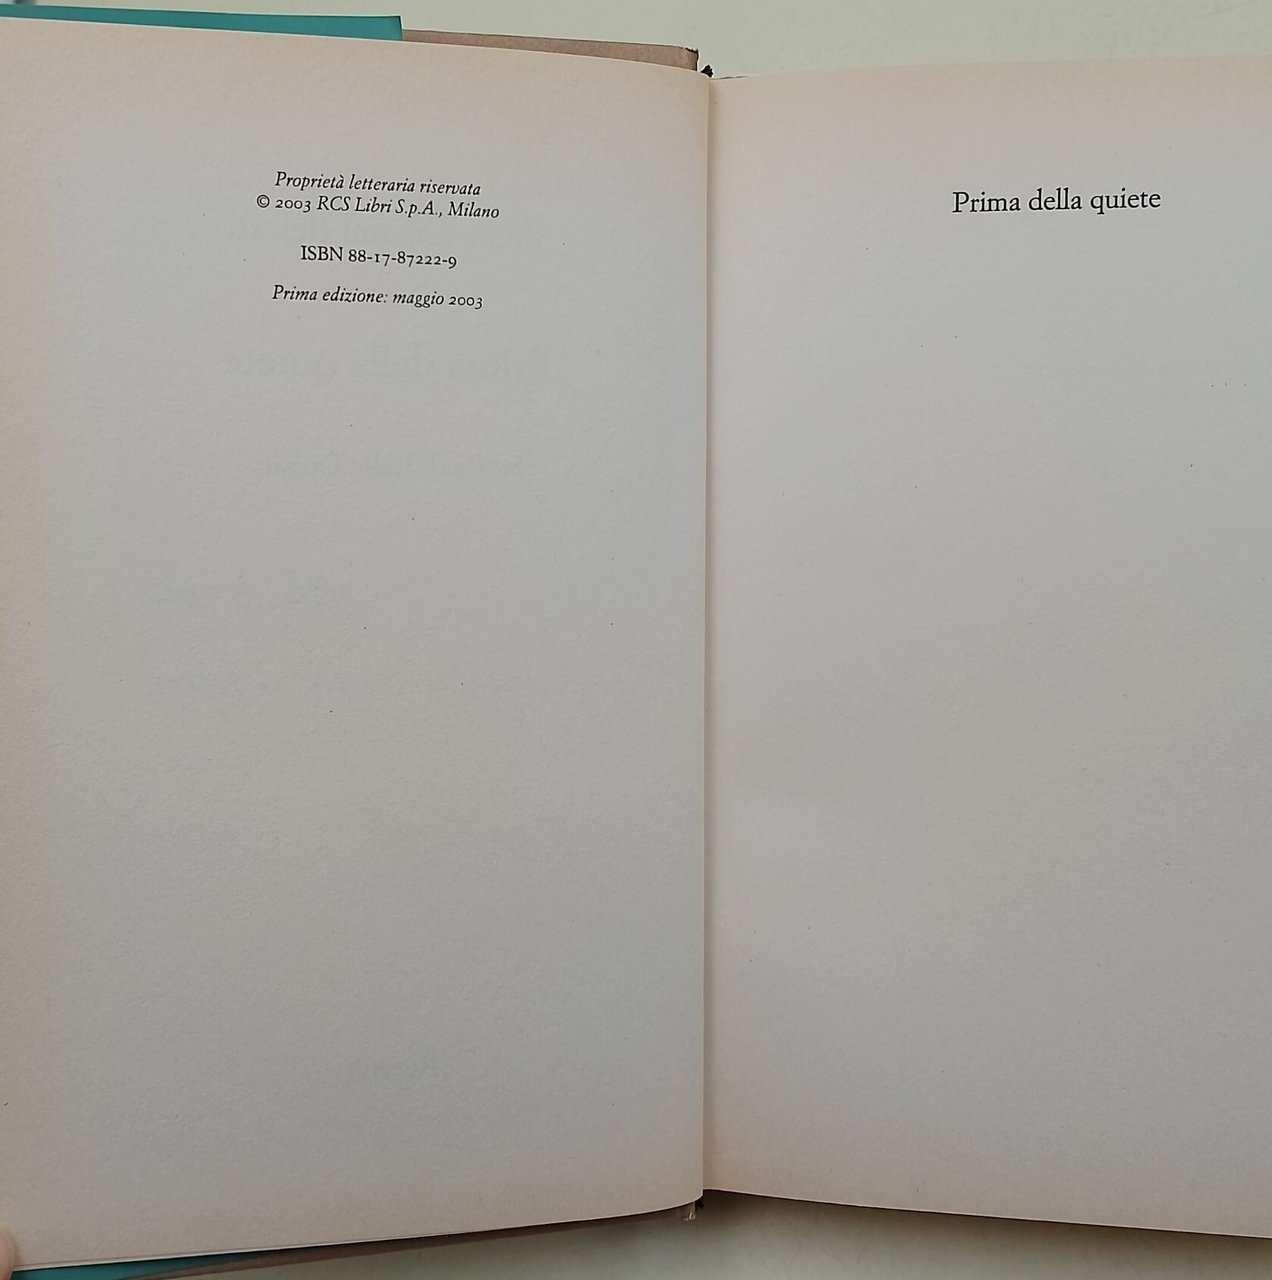 Proprietà letteraria riservata
© 2003 RCS Libri S.p.A., Milano
ISBN 88-17-87222-9
Prima edizione: maggio 2003
Prima della quiete